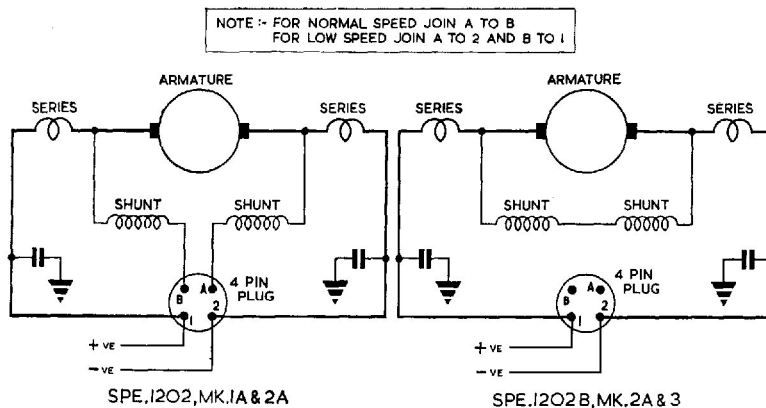 NOTE :- FOR NORMAL SPEED JOIN A TO B
FOR LOW SPEED JOIN A TO 2 AND B TO 1
ARMATURE
SERIES
SERIES
SHUNT
SHUNT
4 PIN
PLUG
B
A
1
2
+ VE
- VE
SPE.1202,MK.1A & 2A
ARMATURE
SERIES
SERIES
SHUNT
SHUNT
4 PIN
PLUG
B
A
1
2
+ VE
- VE
SPE.1202B,MK.2A & 3